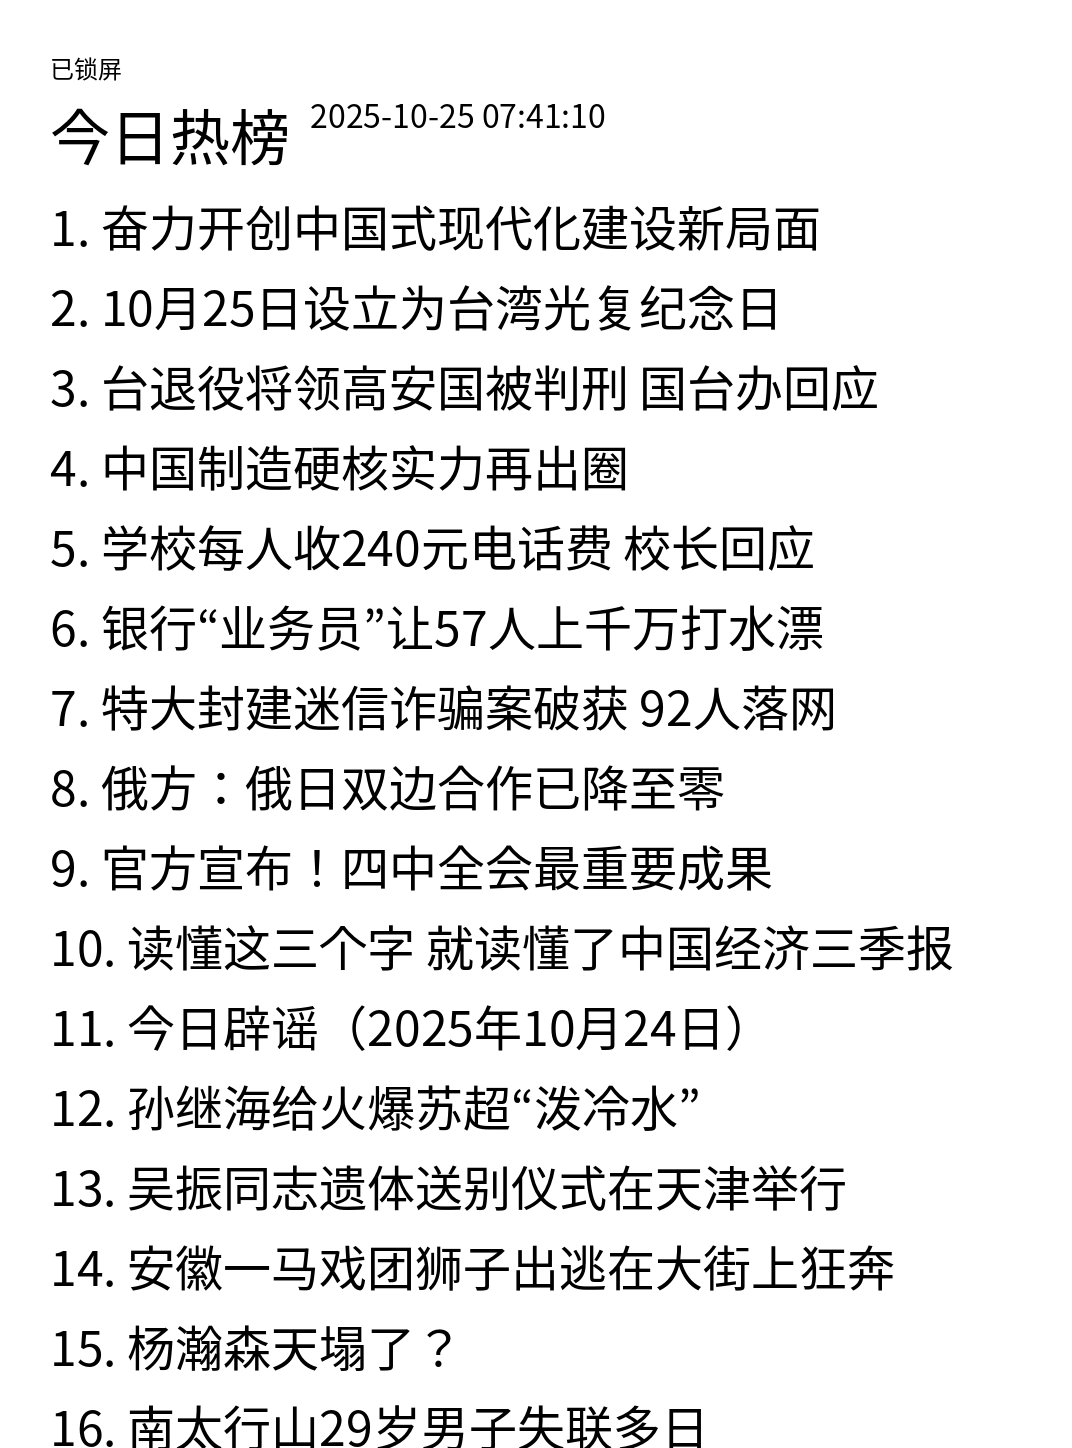 已锁屏
今日热榜 2025-10-25 07:41:10
1. 奋力开创中国式现代化建设新局面
2. 10月25日设立为台湾光复纪念日
3. 台退役将领高安国被判刑 国台办回应
4. 中国制造硬核实力再出圈
5. 学校每人收240元电话费 校长回应
6. 银行“业务员”让57人上千万打水漂
7. 特大封建迷信诈骗案破获 92人落网
8. 俄方：俄日双边合作已降至零
9. 官方宣布！四中全会最重要成果
10. 读懂这三个字 就读懂了中国经济三季报
11. 今日辟谣（2025年10月24日）
12. 孙继海给火爆苏超“泼冷水”
13. 吴振同志遗体送别仪式在天津举行
14. 安徽一马戏团狮子出逃在大街上狂奔
15. 杨瀚森天塌了？
16. 南太行山29岁男子失联多日